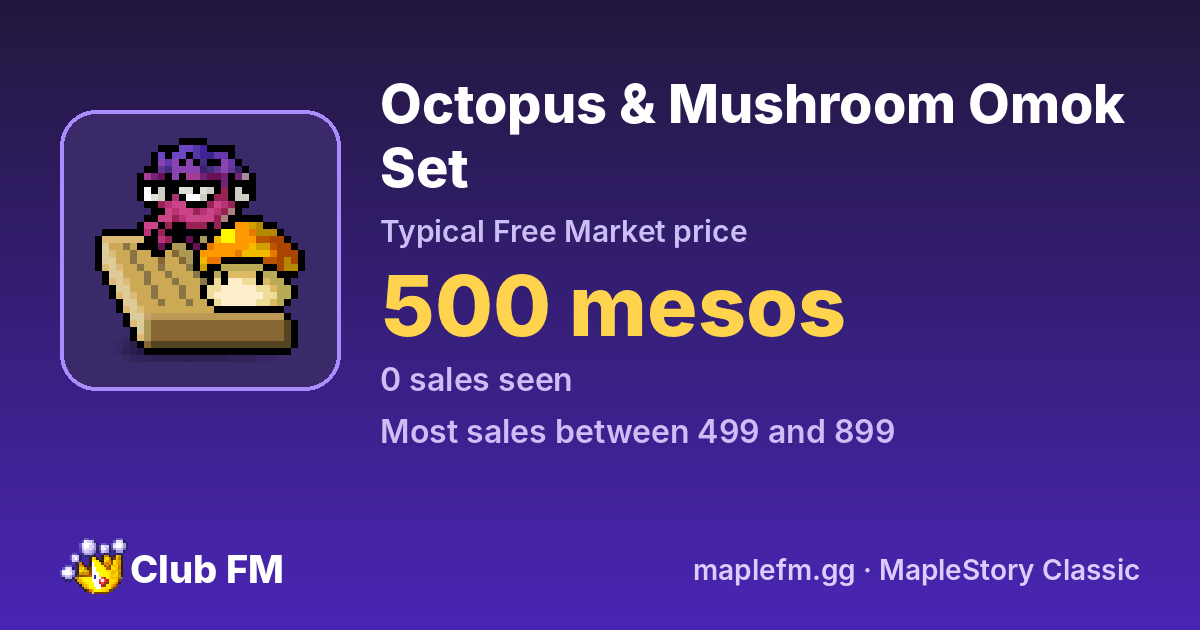 Octopus & Mushroom Omok
Set
Typical Free Market price
500 mesos
0 sales seen
Most sales between 499 and 899
Club FM
maplefm.gg · MapleStory Classic